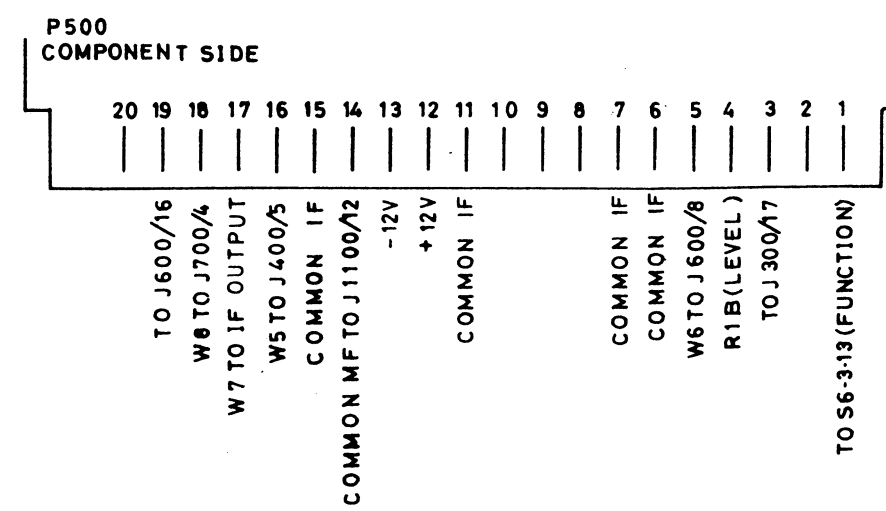 P500
COMPONENT SIDE
20 19 18 17 16 15 14 13 12 11 10 9 8 7 6 5 4 3 2 1
TO J600/16
W8 TO J700/4
W7 TO IF OUTPUT
W5 TO J400/5
COMMON IF
COMMON MF TO J1100/12
-12V
+12V
COMMON IF
COMMON IF
COMMON IF
W6 TO J600/8
R1B(LEVEL)
TO J300/17
TO S6-3-13(FUNCTION)